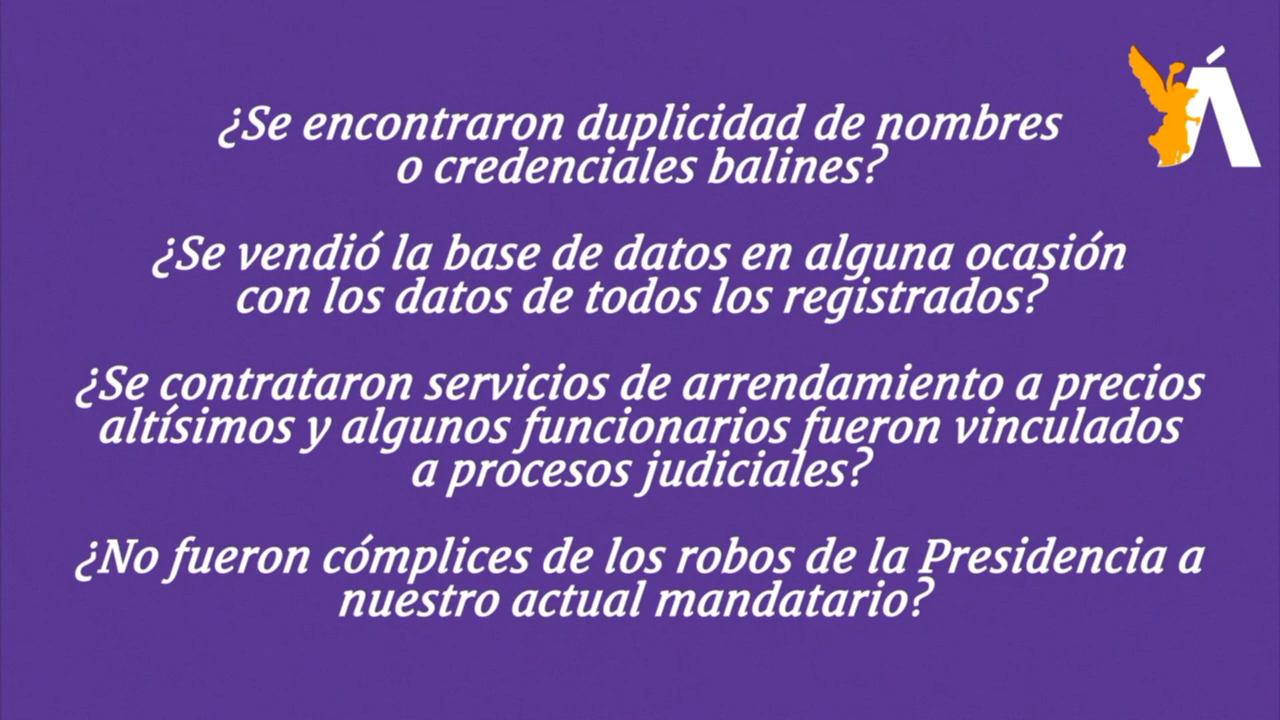 ¿Se encontraron duplicidad de nombres
o credenciales balines?
¿Se vendió la base de datos en alguna ocasión
con los datos de todos los registrados?
¿Se contrataron servicios de arrendamiento a precios
altísimos y algunos funcionarios fueron vinculados
a procesos judiciales?
¿No fueron cómplices de los robos de la Presidencia a
nuestro actual mandatario?
Á